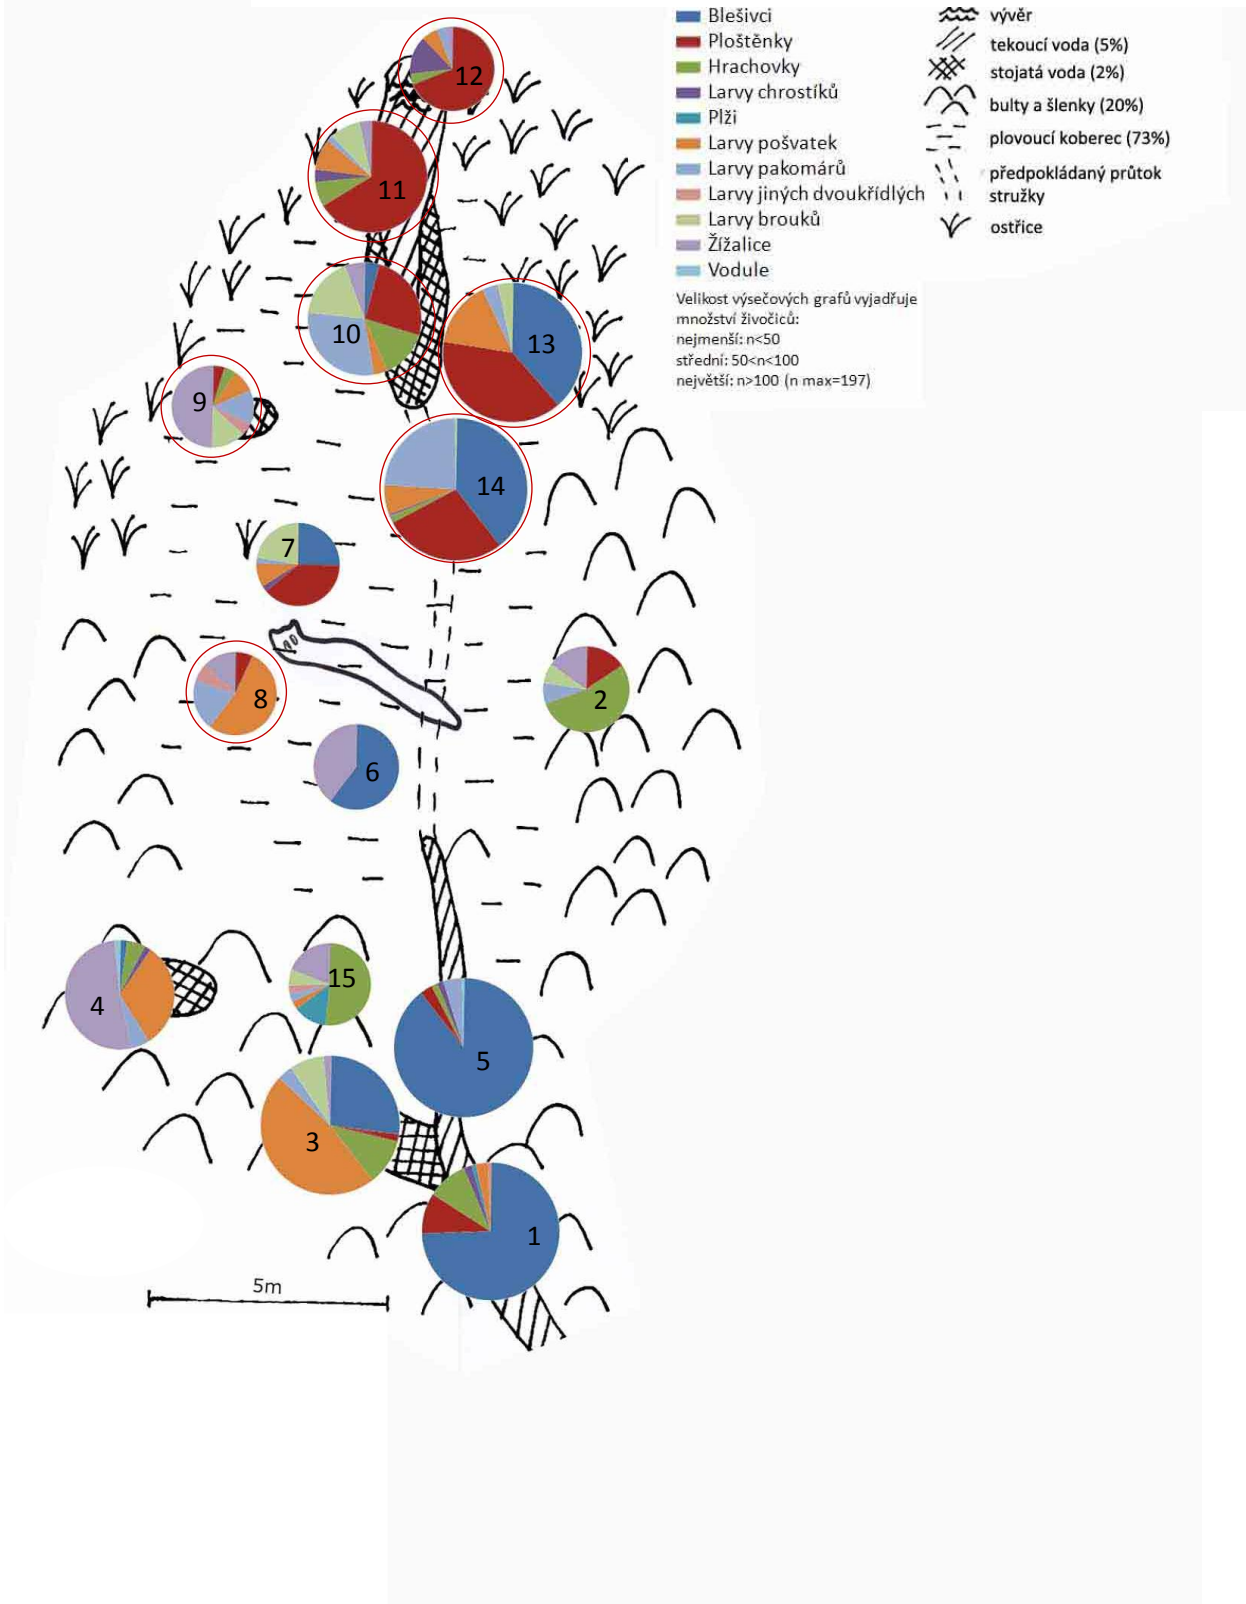 Blešivci
Ploštěnky
Hrachovky
Larvy chrostíků
Plži
Larvy pošvatek
Larvy pakomárů
Larvy jiných dvoukřídlých
Larvy brouků
Žížalice
Vodule
Velikost výsečových grafů vyjadřuje
množství živočiců:
nejmenší: n<50
střední: 50<n<100
největší: n>100 (n max=197)
vývěr
tekoucí voda (5%)
stojatá voda (2%)
bulty a šlenky (20%)
plovoucí koberec (73%)
předpokládaný průtok
stružky
ostřice
12
11
10
13
9
14
7
8
2
6
4
15
5
3
1
5m